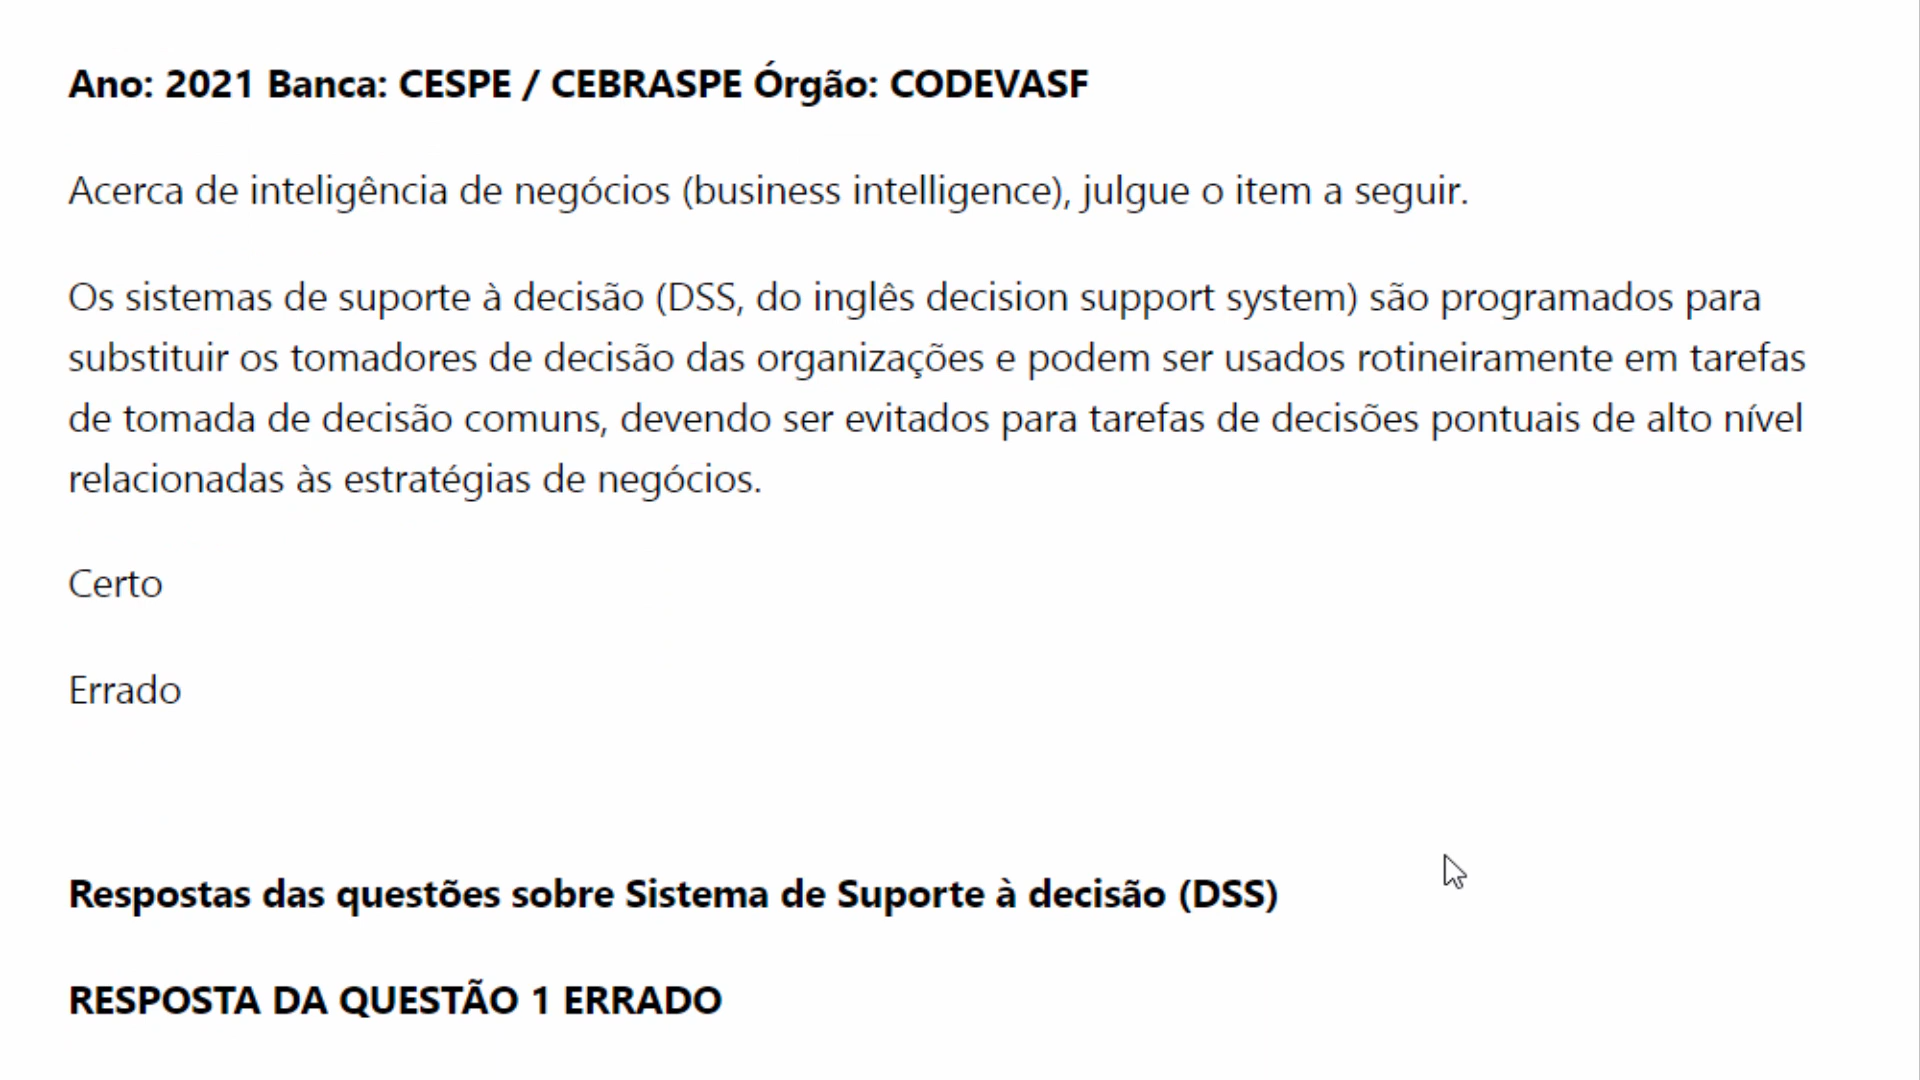 Ano: 2021 Banca: CESPE / CEBRASPE Órgão: CODEVASF
Acerca de inteligência de negócios (business intelligence), julgue o item a seguir.
Os sistemas de suporte à decisão (DSS, do inglês decision support system) são programados para
substituir os tomadores de decisão das organizações e podem ser usados rotineiramente em tarefas
de tomada de decisão comuns, devendo ser evitados para tarefas de decisões pontuais de alto nível
relacionadas às estratégias de negócios.
Certo
Errado
Respostas das questões sobre Sistema de Suporte à decisão (DSS)
RESPOSTA DA QUESTÃO 1 ERRADO